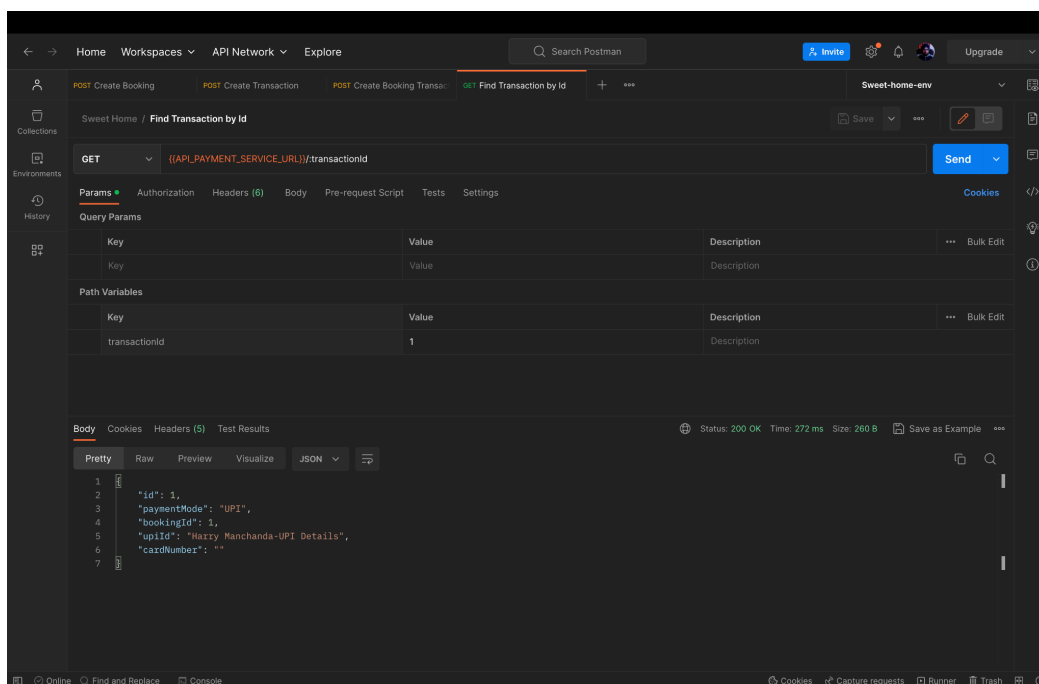 Home Workspaces API Network Explore Search Postman Invite Upgrade
POST Create Booking POST Create Transaction POST Create Booking Transac GET Find Transaction by Id + ooo Sweet-home-env
Sweet Home / Find Transaction by Id Save ooo
Collections
GET {{API_PAYMENT_SERVICE_URL}}/:transactionId Send
Environments
Params Authorization Headers (6) Body Pre-request Script Tests Settings Cookies
History
Query Params
Key Value Description ooo Bulk Edit
Key Value Description
Path Variables
Key Value Description ooo Bulk Edit
transactionId 1 Description
Body Cookies Headers (5) Test Results Status: 200 OK Time: 272 ms Size: 260 B Save as Example ooo
Pretty Raw Preview Visualize JSON
1 {
2 "id": 1,
3 "paymentMode": "UPI",
4 "bookingId": 1,
5 "upiId": "Harry Manchanda-UPI Details",
6 "cardNumber": ""
7 }
Online Find and Replace Console Cookies Capture requests Runner Trash